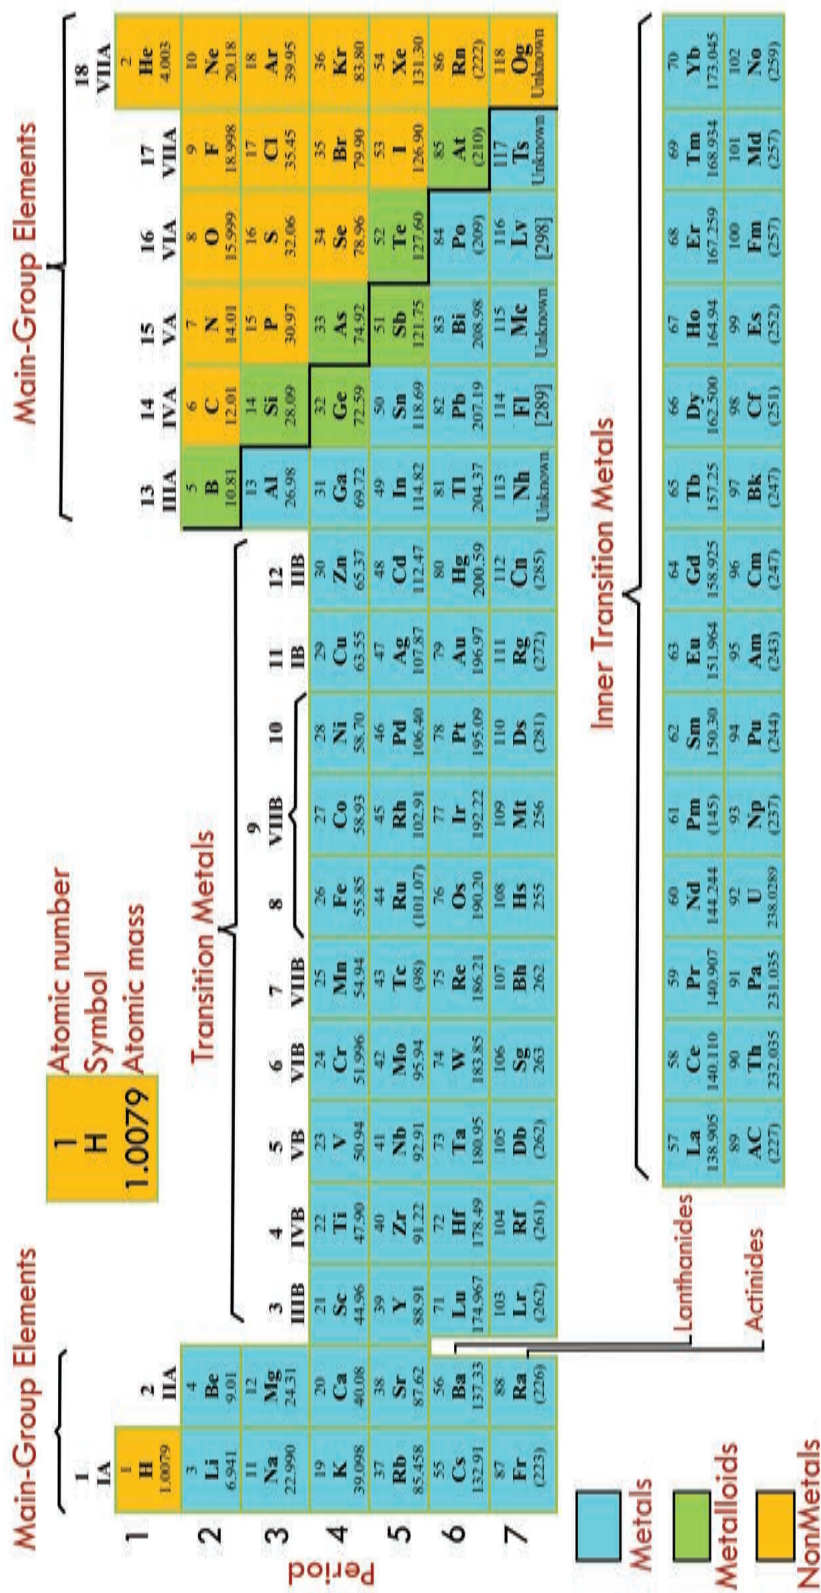 Main-Group Elements
Main-Group Elements
1
H
1.0079
Atomic number
Symbol
Atomic mass
Transition Metals
1
IA
2
IIA
3
IIIB
4
IVB
5
VB
6
VIB
7
VIIB
8
9
VIIB
10
11
IB
12
IIB
13
IIIA
14
IVA
15
VA
16
VIA
17
VIIA
18
VIIA
Period
1
1
H
1.0079
2
He
4.003
2
3
Li
6.941
4
Be
9.01
5
B
10.81
6
C
12.01
7
N
14.01
8
O
15.999
9
F
18.998
10
Ne
20.18
3
11
Na
22.990
12
Mg
24.31
13
Al
26.98
14
Si
28.09
15
P
30.97
16
S
32.06
17
Cl
35.45
18
Ar
39.95
4
19
K
39.098
20
Ca
40.08
21
Sc
44.96
22
Ti
47.90
23
V
50.94
24
Cr
51.996
25
Mn
54.94
26
Fe
55.85
27
Co
58.93
28
Ni
58.70
29
Cu
63.55
30
Zn
65.37
31
Ga
69.72
32
Ge
72.59
33
As
74.92
34
Se
78.96
35
Br
79.90
36
Kr
83.80
5
37
Rb
85.458
38
Sr
87.62
39
Y
88.91
40
Zr
91.22
41
Nb
92.91
42
Mo
95.94
43
Tc
(98)
44
Ru
(101.07)
45
Rh
102.91
46
Pd
106.40
47
Ag
107.87
48
Cd
112.47
49
In
114.82
50
Sn
118.69
51
Sb
121.75
52
Te
127.60
53
I
126.90
54
Xe
131.30
6
55
Cs
132.91
56
Ba
137.33
71
Lu
174.967
72
Hf
178.49
73
Ta
180.95
74
W
183.85
75
Re
186.21
76
Os
190.20
77
Ir
192.22
78
Pt
195.09
79
Au
196.97
80
Hg
200.59
81
Tl
204.37
82
Pb
207.19
83
Bi
208.98
84
Po
(209)
85
At
(210)
86
Rn
(222)
7
87
Fr
(223)
88
Ra
(226)
103
Lr
(262)
104
Rf
(261)
105
Db
(262)
106
Sg
263
107
Bh
262
108
Hs
255
109
Mt
256
110
Ds
(281)
111
Rg
(272)
112
Cn
(285)
113
Nh
Unknown
114
Fl
[289]
115
Mc
Unknown
116
Lv
[298]
117
Ts
Unknown
118
Og
Unknown
Inner Transition Metals
Metals
Metalloids
NonMetals
Lanthanides
57
La
138.905
58
Ce
140.110
59
Pr
140.907
60
Nd
144.244
61
Pm
(145)
62
Sm
150.30
63
Eu
151.964
64
Gd
158.925
65
Tb
157.25
66
Dy
162.500
67
Ho
164.94
68
Er
167.259
69
Tm
168.934
70
Yb
173.045
Actinides
89
AC
(227)
90
Th
232.035
91
Pa
231.035
92
U
238.0289
93
Np
(237)
94
Pu
(244)
95
Am
(243)
96
Cm
(247)
97
Bk
(247)
98
Cf
(251)
99
Es
(252)
100
Fm
(257)
101
Md
(257)
102
No
(259)